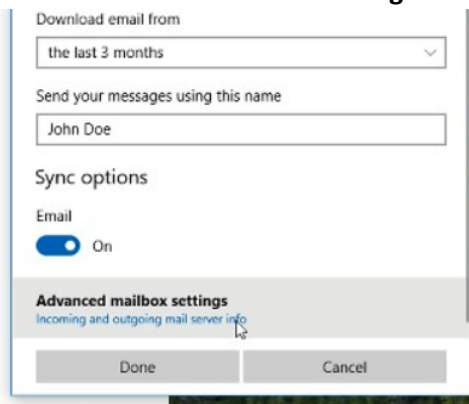 Download email from
the last 3 months
Send your messages using this name
John Doe
Sync options
Email
On
Advanced mailbox settings
Incoming and outgoing mail server info
Done Cancel